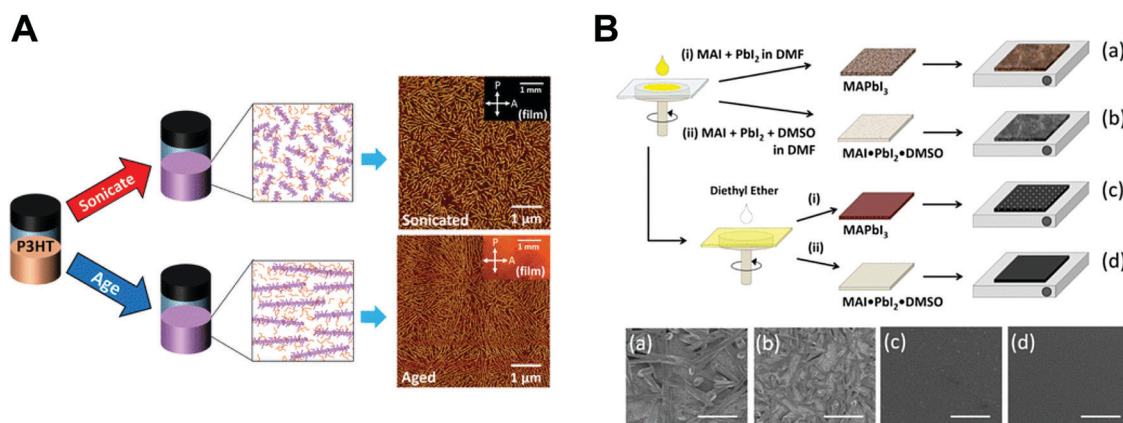 A
P3HT
Sonicate
Age
P
A
1 mm
(film)
Sonicated
1 µm
P
A
1 mm
(film)
Aged
1 µm
B
(i) MAI + PbI2 in DMF
(ii) MAI + PbI2 + DMSO
in DMF
MAPbI3
(a)
MAI•PbI2•DMSO
(b)
Diethyl Ether
(i)
MAPbI3
(c)
(ii)
MAI•PbI2•DMSO
(d)
(a)
(b)
(c)
(d)